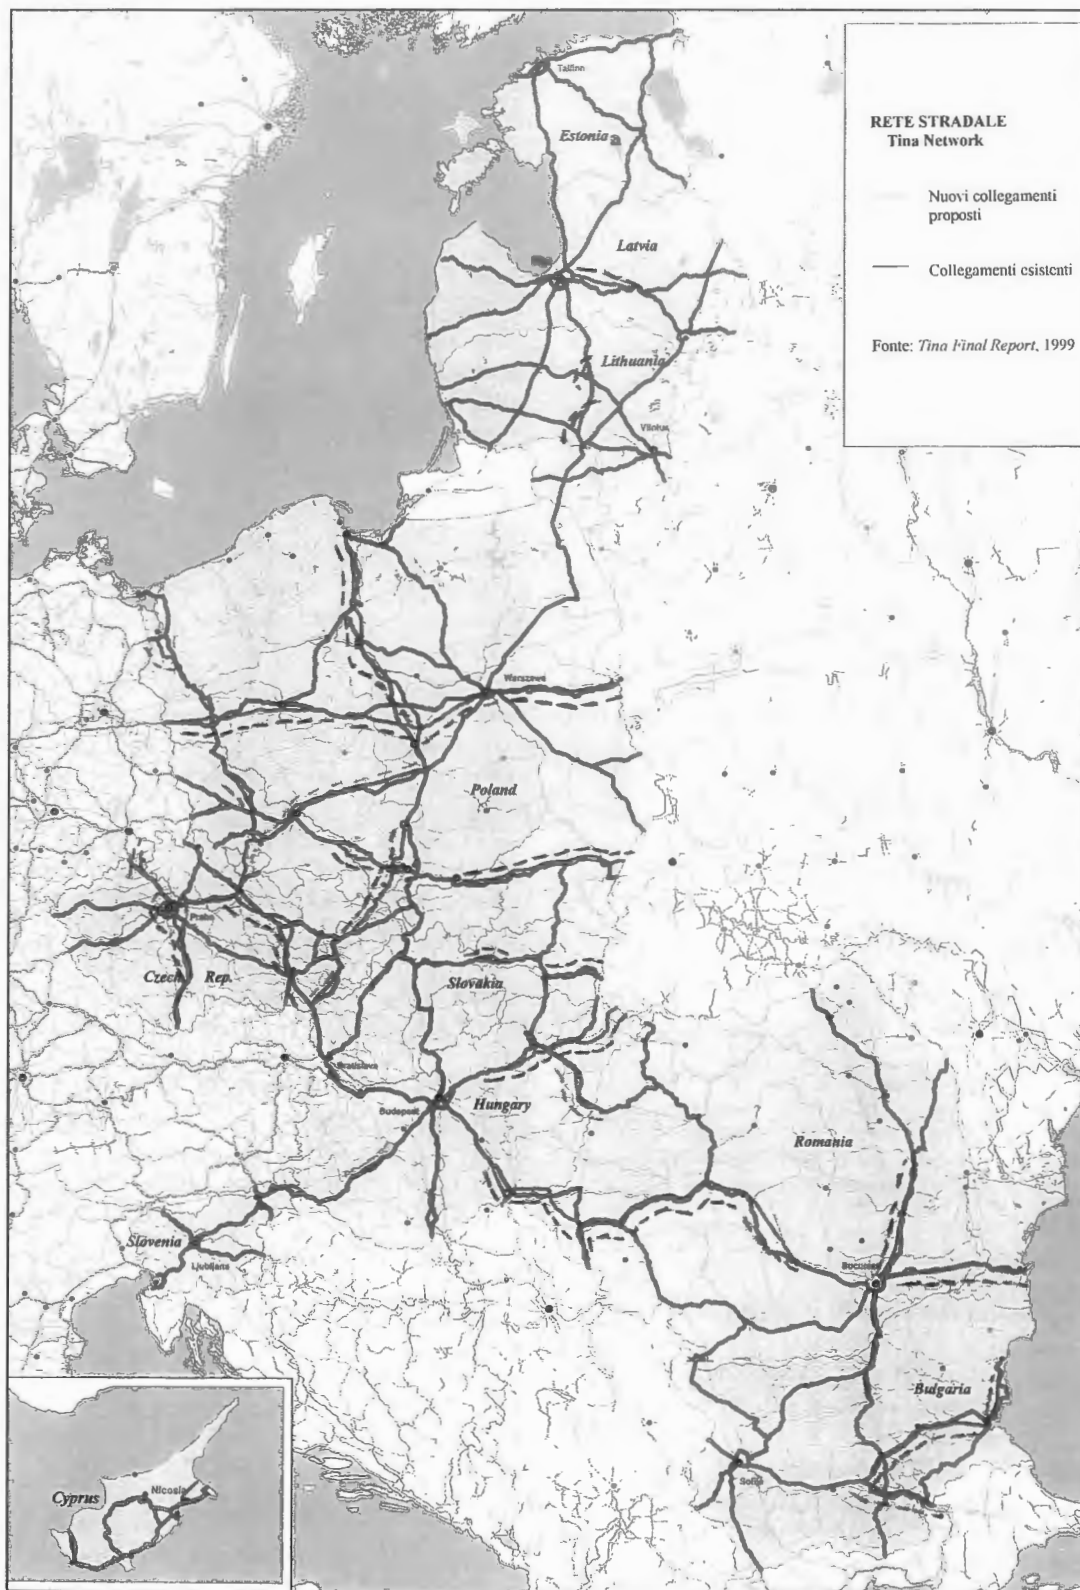 RETE STRADALE
Tina Network
Nuovi collegamenti
proposti
Collegamenti esistenti
Fonte: Tina Final Report, 1999
Tallinn
Estonia
Latvia
Lithuania
Vilnius
Warszawa
Poland
Praha
Czech Rep.
Slovakia
Bratislava
Budapest
Hungary
Romania
Slovenia
Ljubljana
Bucuresti
Bulgaria
Sofia
Cyprus
Nicosia